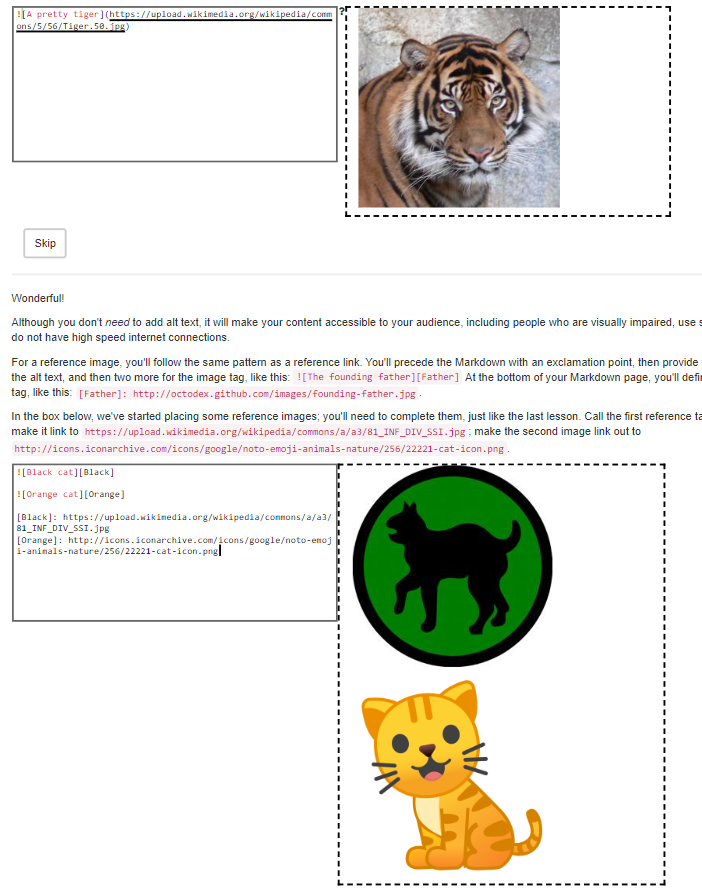 ![A pretty tiger](https://upload.wikimedia.org/wikipedia/comm
ons/5/56/Tiger.50.jpg)
?
Skip
Wonderful!
Although you don't need to add alt text, it will make your content accessible to your audience, including people who are visually impaired, use s
do not have high speed internet connections.
For a reference image, you'll follow the same pattern as a reference link. You'll precede the Markdown with an exclamation point, then provide
the alt text, and then two more for the image tag, like this: ![The founding father][Father] At the bottom of your Markdown page, you'll defi
tag, like this: [Father]: http://octodex.github.com/images/founding-father.jpg.
In the box below, we've started placing some reference images; you'll need to complete them, just like the last lesson. Call the first reference ta
make it link to https://upload.wikimedia.org/wikipedia/commons/a/a3/81_INF_DIV_SSI.jpg; make the second image link out to
http://icons.iconarchive.com/icons/google/noto-emoji-animals-nature/256/22221-cat-icon.png.
![Black cat][Black]
![Orange cat][Orange]
[Black]: https://upload.wikimedia.org/wikipedia/commons/a/a3/
81_INF_DIV_SSI.jpg
[Orange]: http://icons.iconarchive.com/icons/google/noto-emoj
i-animals-nature/256/22221-cat-icon.png